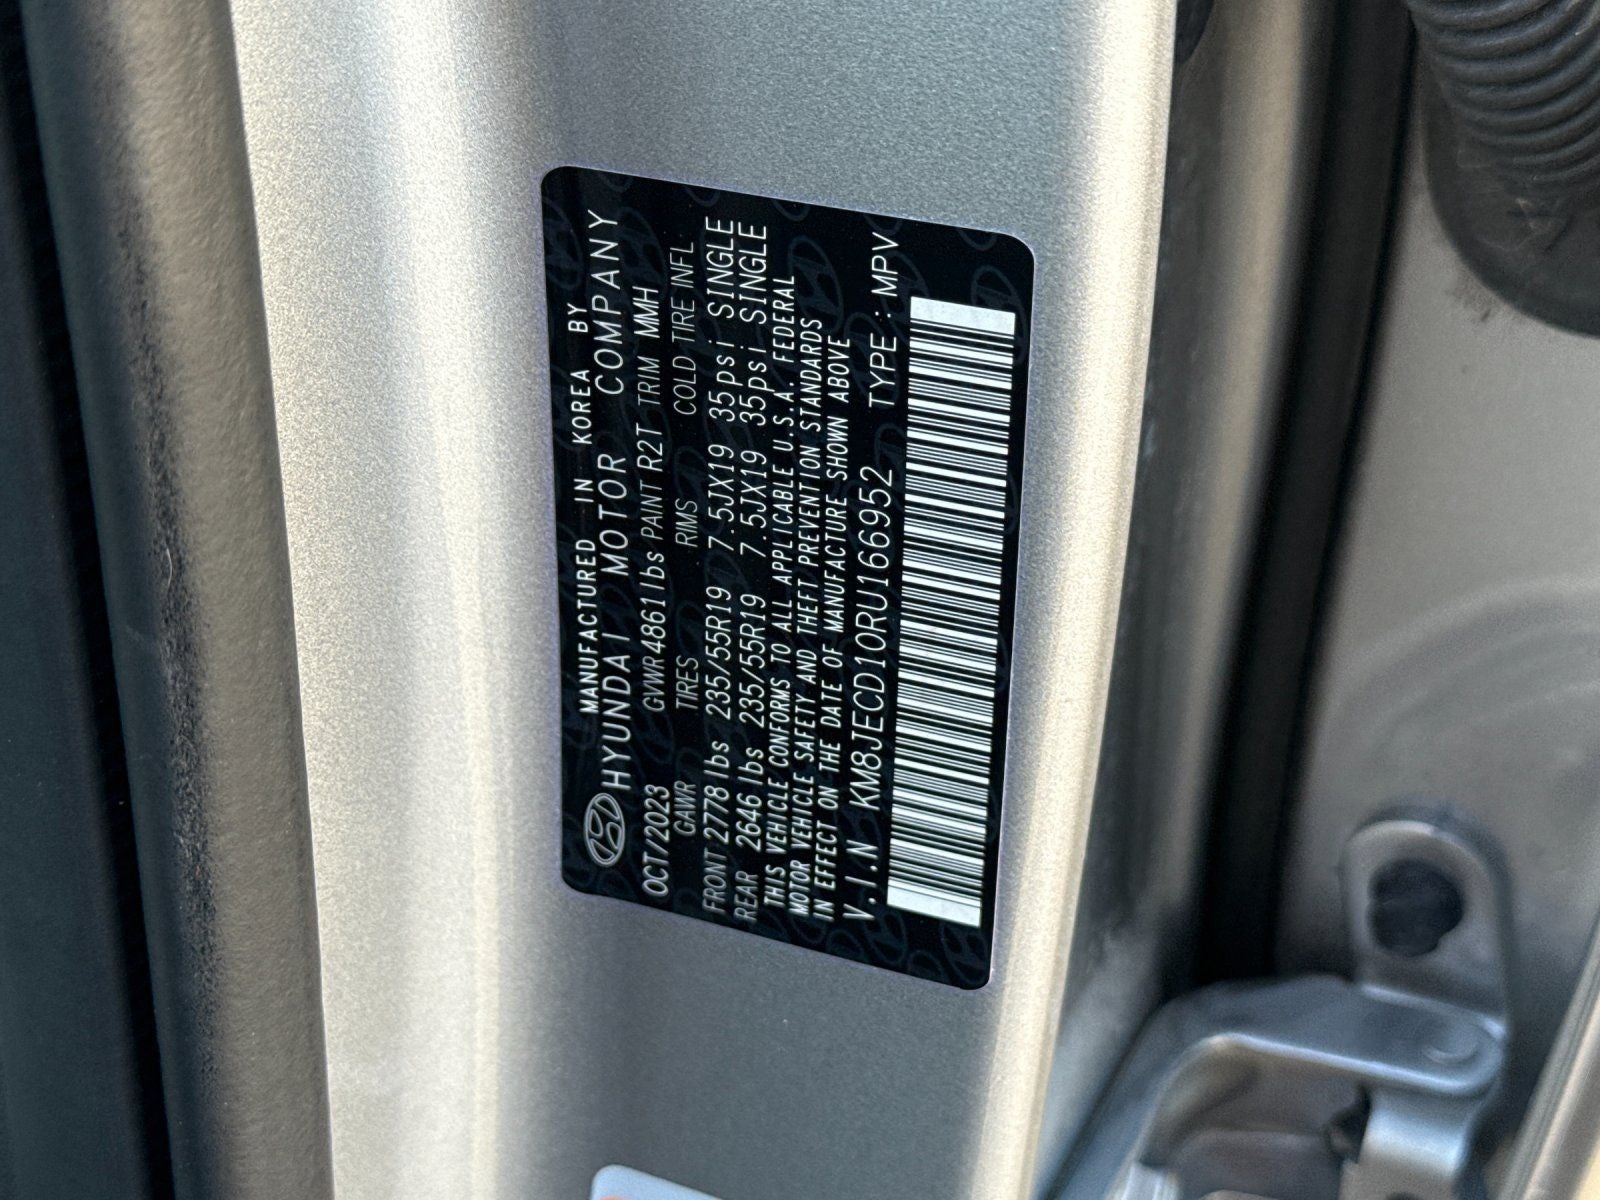 MANUFACTURED IN KOREA BY
HYUNDAI MOTOR COMPANY
OCT/2023 GVWR4861lbs PAINT R2T TRIM MMH
GAWR TIRES RIMS COLD TIRE INFL
FRONT 2778lbs 235/55R19 7.5JX19 35psi SINGLE
REAR 2646lbs 235/55R19 7.5JX19 35psi SINGLE
THIS VEHICLE CONFORMS TO ALL APPLICABLE U.S.A. FEDERAL
MOTOR VEHICLE SAFETY AND THEFT PREVENTION STANDARDS
IN EFFECT ON THE DATE OF MANUFACTURE SHOWN ABOVE
V.I.N KM8JECD10RU166952 TYPE : MPV